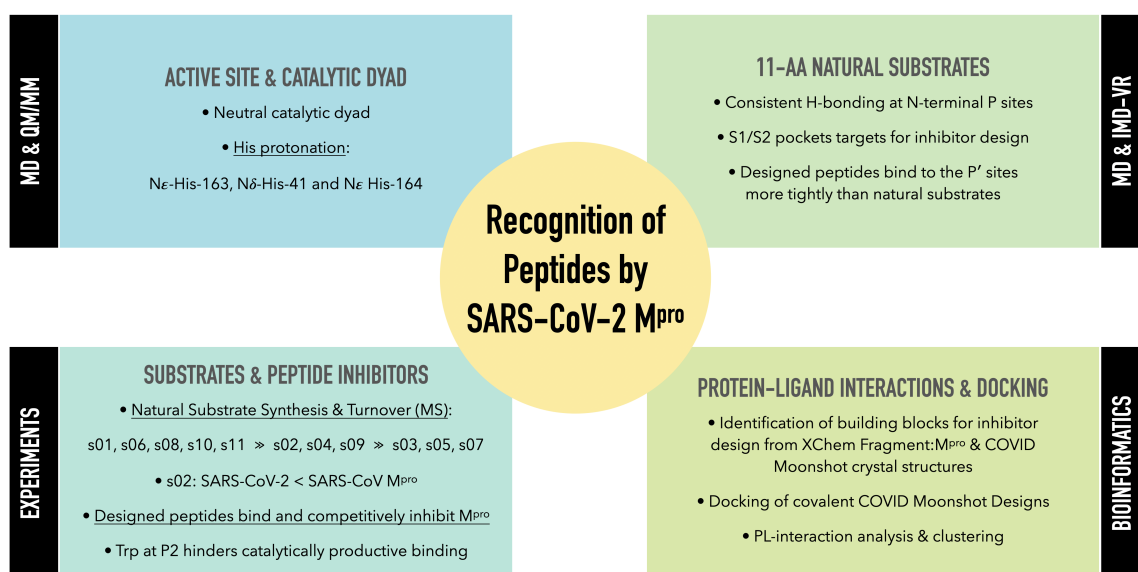 MD & QM/MM
ACTIVE SITE & CATALYTIC DYAD
• Neutral catalytic dyad
• His protonation:
Nε-His-163, Nδ-His-41 and Nε His-164
11-AA NATURAL SUBSTRATES
• Consistent H-bonding at N-terminal P sites
• S1/S2 pockets targets for inhibitor design
• Designed peptides bind to the P′ sites
more tightly than natural substrates
MD & IMD-VR
Recognition of
Peptides by
SARS-CoV-2 Mᵖʳᵒ
EXPERIMENTS
SUBSTRATES & PEPTIDE INHIBITORS
• Natural Substrate Synthesis & Turnover (MS):
s01, s06, s08, s10, s11 ≫ s02, s04, s09 ≫ s03, s05, s07
• s02: SARS-CoV-2 < SARS-CoV Mᵖʳᵒ
• Designed peptides bind and competitively inhibit Mᵖʳᵒ
• Trp at P2 hinders catalytically productive binding
PROTEIN-LIGAND INTERACTIONS & DOCKING
• Identification of building blocks for inhibitor
design from XChem Fragment:Mᵖʳᵒ & COVID
Moonshot crystal structures
• Docking of covalent COVID Moonshot Designs
• PL-interaction analysis & clustering
BIOINFORMATICS